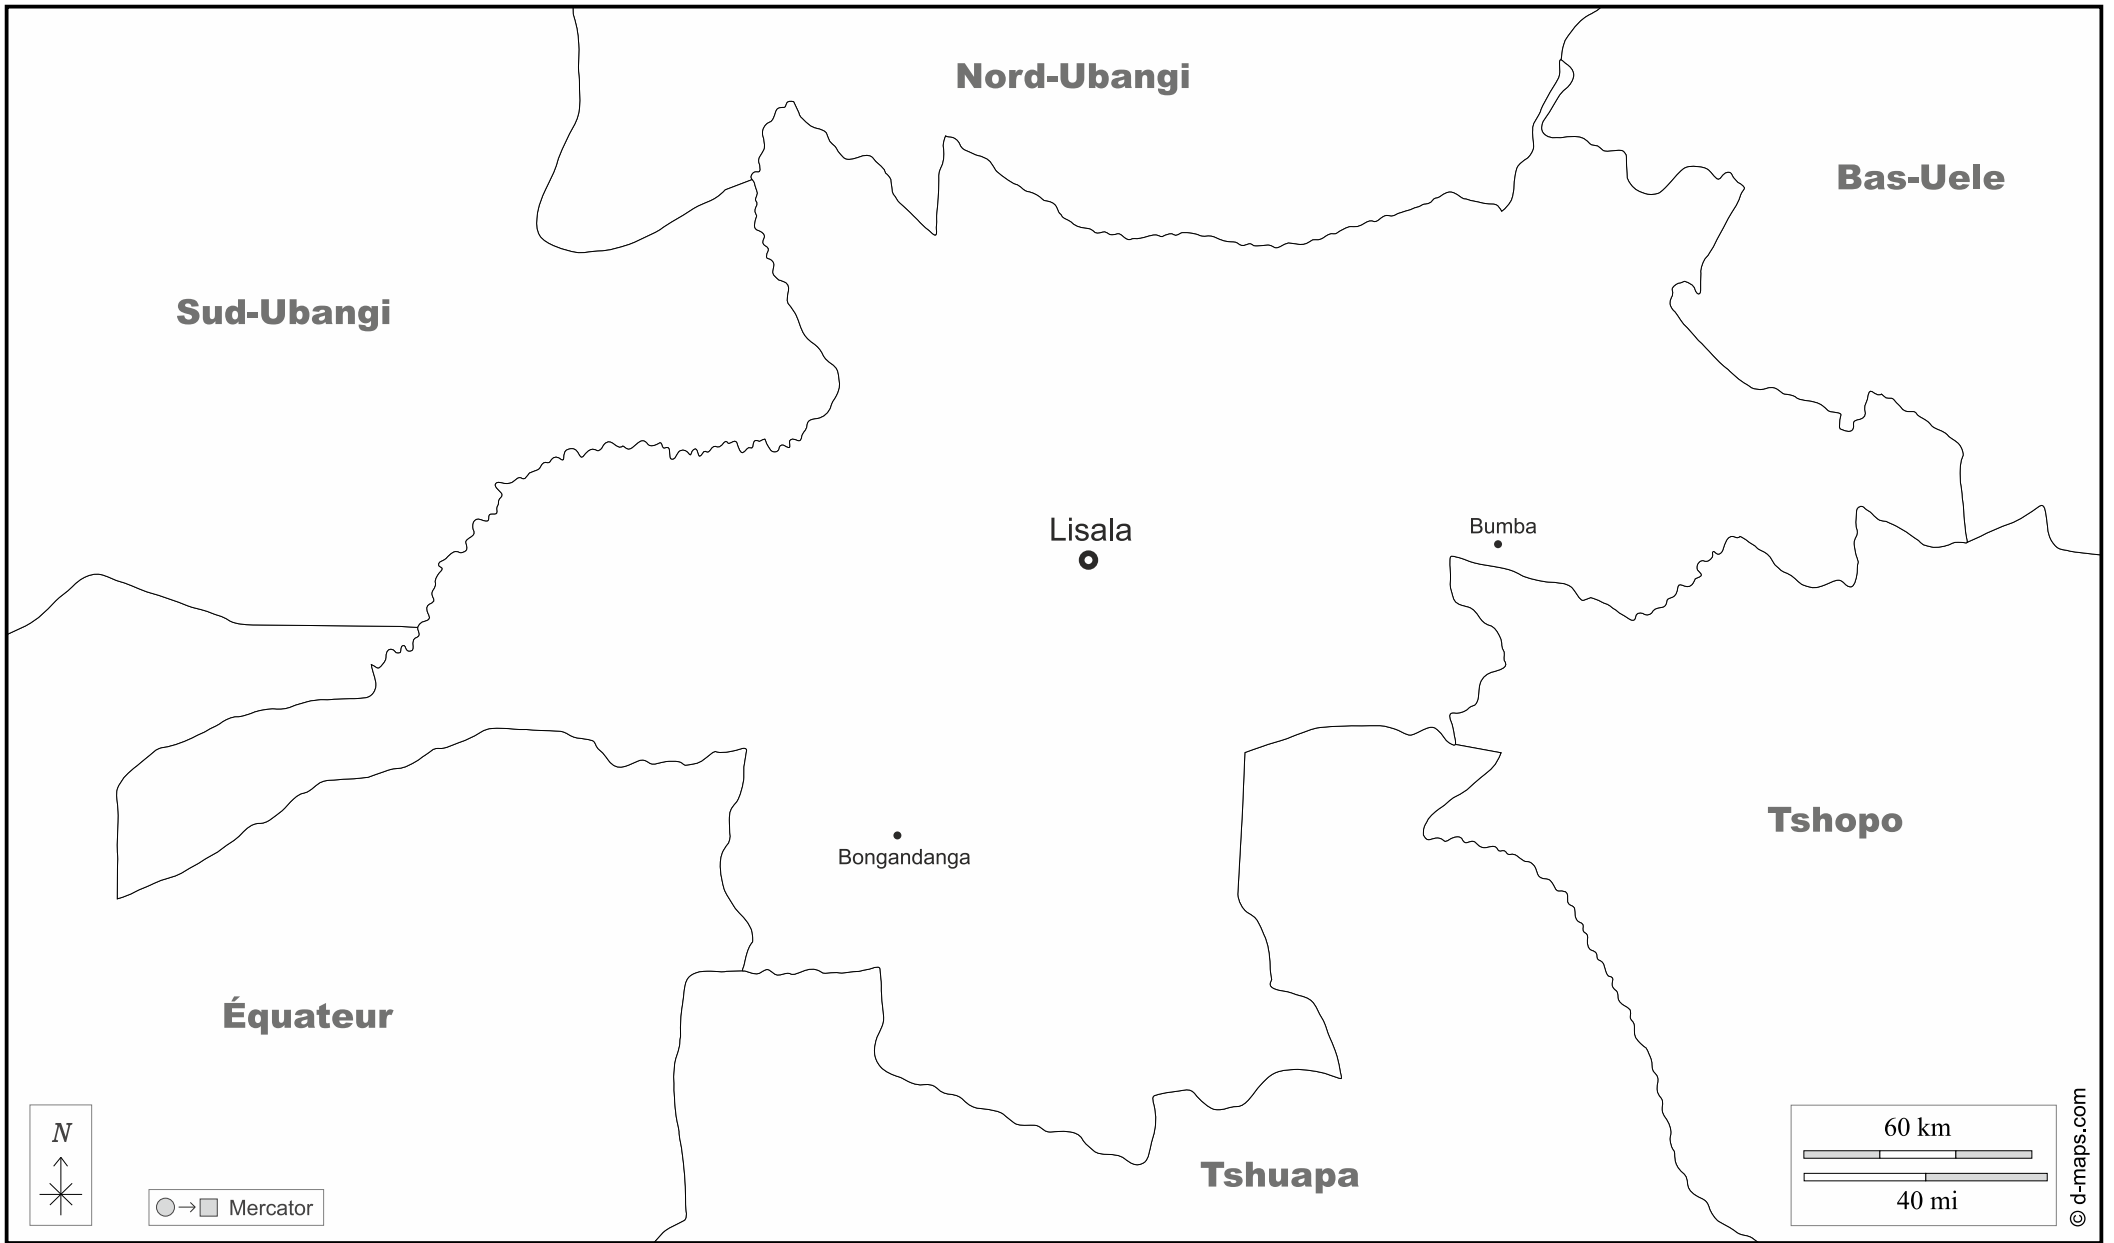 Nord-Ubangi
Bas-Uele
Sud-Ubangi
Lisala
Bumba
Tshopo
Bongandanga
Équateur
Tshuapa
N
Mercator
60 km
40 mi
© d-maps.com